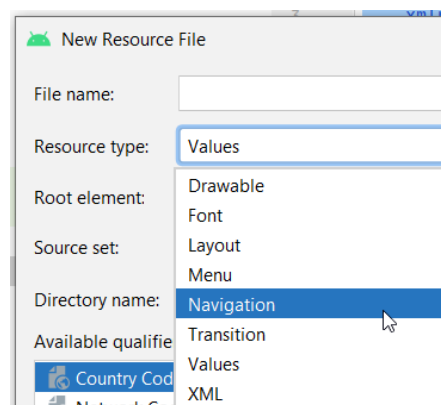 New Resource File
File name:
Resource type:
Values
Drawable
Root element:
Font
Layout
Source set:
Menu
Directory name:
Navigation
Transition
Available qualifie
Values
Country Cod
XML